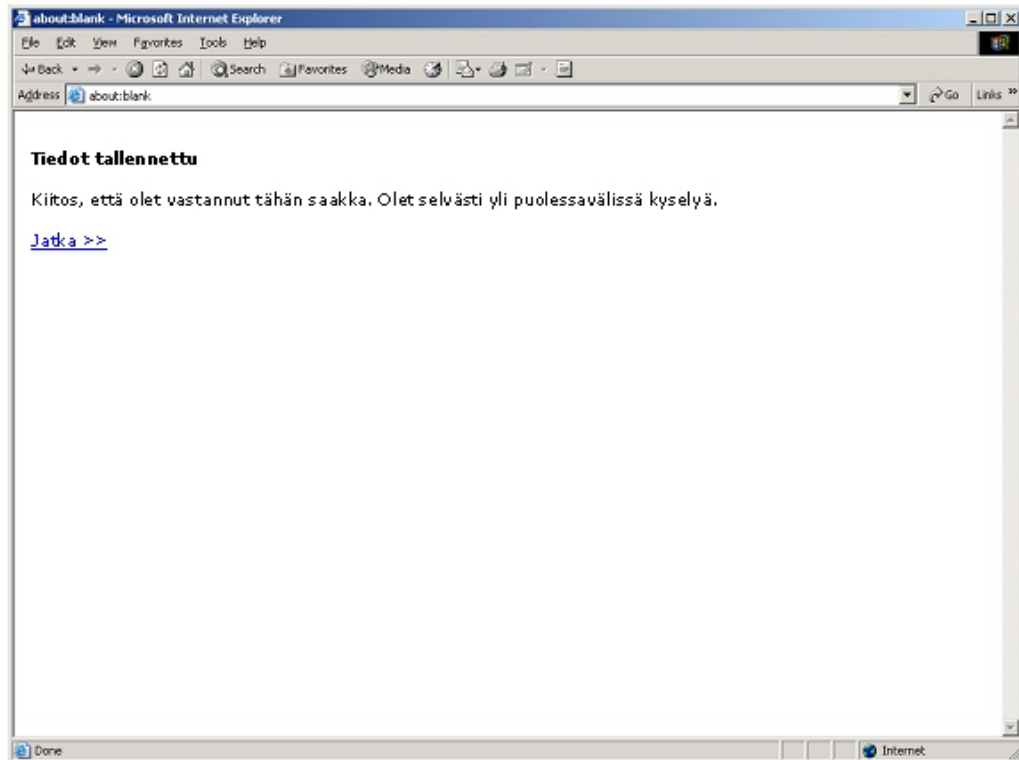 about:blank - Microsoft Internet Explorer
File Edit View Favorites Tools Help
Back Search Favorites Media
Address about:blank Go Links »
Tiedot tallennettu
Kiitos, että olet vastannut tähän saakka. Olet selvästi yli puolessavälissä kyselyä.
Jatka >>
Done Internet